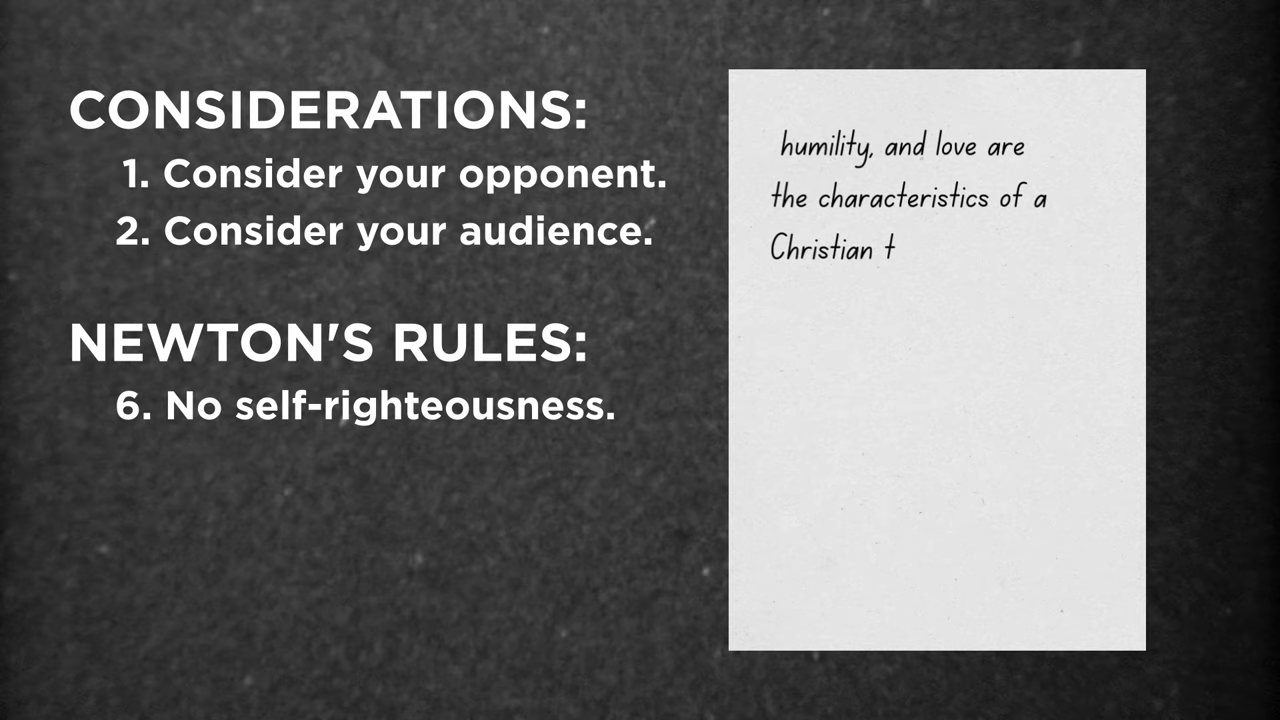 CONSIDERATIONS:
1. Consider your opponent.
2. Consider your audience.
NEWTON'S RULES:
6. No self-righteousness.
humility, and love are
the characteristics of a
Christian t